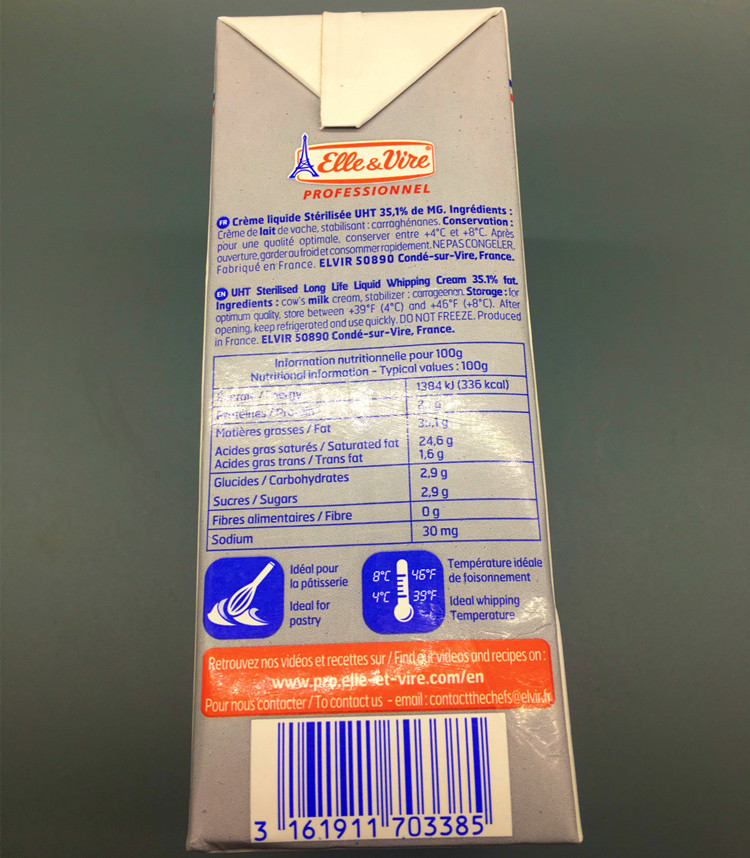 Elle & Vire
PROFESSIONNEL
FR Crème liquide Stérilisée UHT 35,1% de MG. Ingrédients :
Crème de lait de vache, stabilisant : carraghénanes. Conservation :
pour une qualité optimale, conserver entre +4°C et +8°C. Après
ouverture, garder au froid et consommer rapidement. NE PAS CONGELER.
Fabriqué en France. ELVIR 50890 Condé-sur-Vire, France.
EN UHT Sterilised Long Life Liquid Whipping Cream 35.1% fat.
Ingredients : cow's milk cream, stabilizer : carrageenan. Storage : for
optimum quality, store between +39°F (4°C) and +46°F (+8°C). After
opening, keep refrigerated and use quickly. DO NOT FREEZE. Produced
in France. ELVIR 50890 Condé-sur-Vire, France.
Information nutritionnelle pour 100g
Nutritional information - Typical values : 100g
1384 kJ (336 kcal)
Protéines / Protein
Matières grasses / Fat 35,1 g
Acides gras saturés / Saturated fat 24,6 g
Acides gras trans / Trans fat 1,6 g
Glucides / Carbohydrates 2,9 g
Sucres / Sugars 2,9 g
Fibres alimentaires / Fibre 0 g
Sodium 30 mg
Idéal pour
la pâtisserie
Ideal for
pastry
8°C 46°F
4°C 39°F
Température idéale
de foisonnement
Ideal whipping
Temperature
Retrouvez nos vidéos et recettes sur / Find our videos and recipes on :
www.pro.elle-et-vire.com/en
Pour nous contacter / To contact us - email : contactthechefs@elvir.fr
3 161911 703385